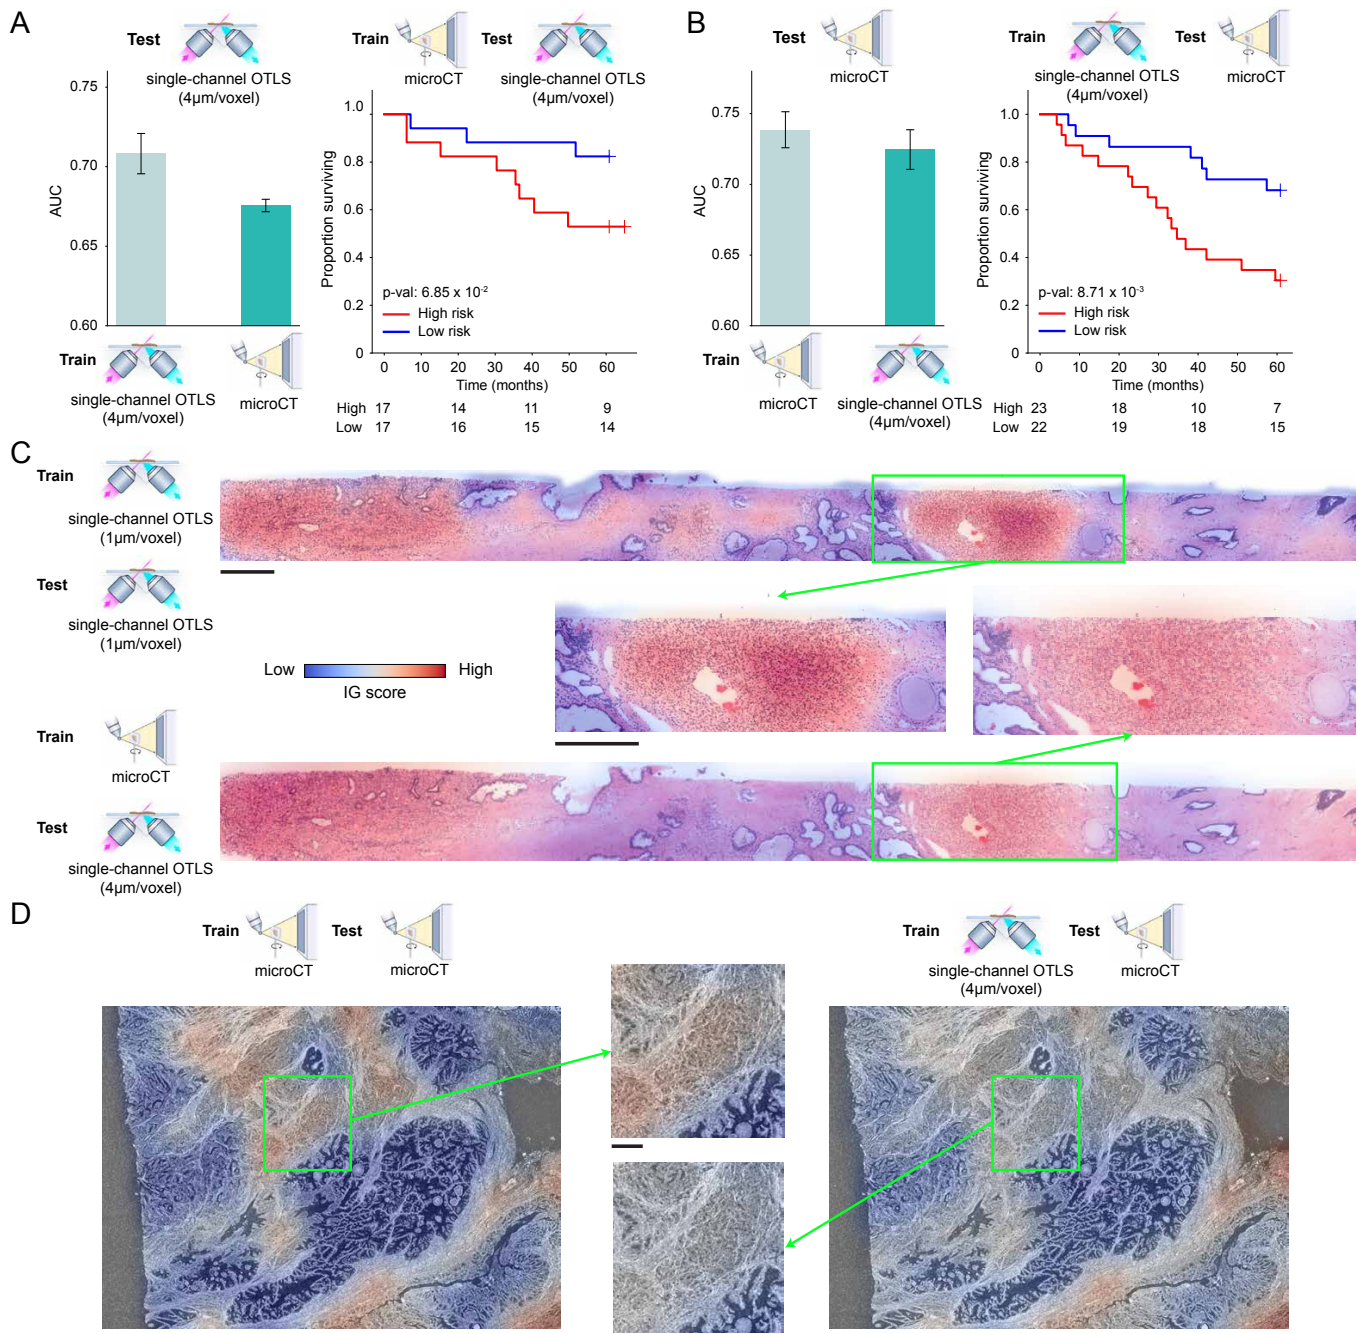 A
Test
single-channel OTLS
(4µm/voxel)
0.75
0.70
0.65
0.60
AUC
Train
single-channel OTLS
(4µm/voxel)
microCT
Train
microCT
Test
single-channel OTLS
(4µm/voxel)
1.0
0.8
0.6
0.4
0.2
0
Proportion surviving
p-val: 6.85 x 10-2
High risk
Low risk
0 10 20 30 40 50 60
Time (months)
High 17 14 11 9
Low 17 16 15 14
B
Test
microCT
0.75
0.70
0.75
0.60
AUC
Train
microCT
single-channel OTLS
(4µm/voxel)
Train
single-channel OTLS
(4µm/voxel)
Test
microCT
1.0
0.8
0.6
0.4
0.2
0
Proportion surviving
p-val: 8.71 x 10-3
High risk
Low risk
0 10 20 30 40 50 60
Time (months)
High 23 18 10 7
Low 22 19 18 15
C
Train
single-channel OTLS
(1µm/voxel)
Test
single-channel OTLS
(1µm/voxel)
Low High
IG score
Train
microCT
Test
single-channel OTLS
(4µm/voxel)
D
Train
microCT
Test
microCT
Train
single-channel OTLS
(4µm/voxel)
Test
microCT